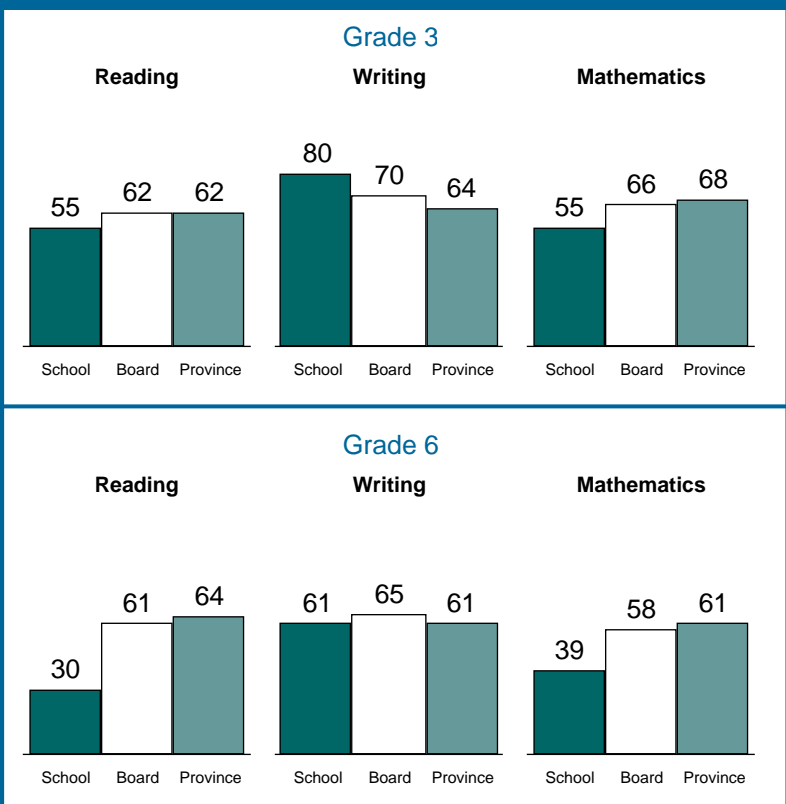 Grade 3
Reading Writing Mathematics
80
70
64
55 62 62
55 66 68
School Board Province School Board Province School Board Province
Grade 6
Reading Writing Mathematics
30 61 64
61 65 61
39 58 61
School Board Province School Board Province School Board Province